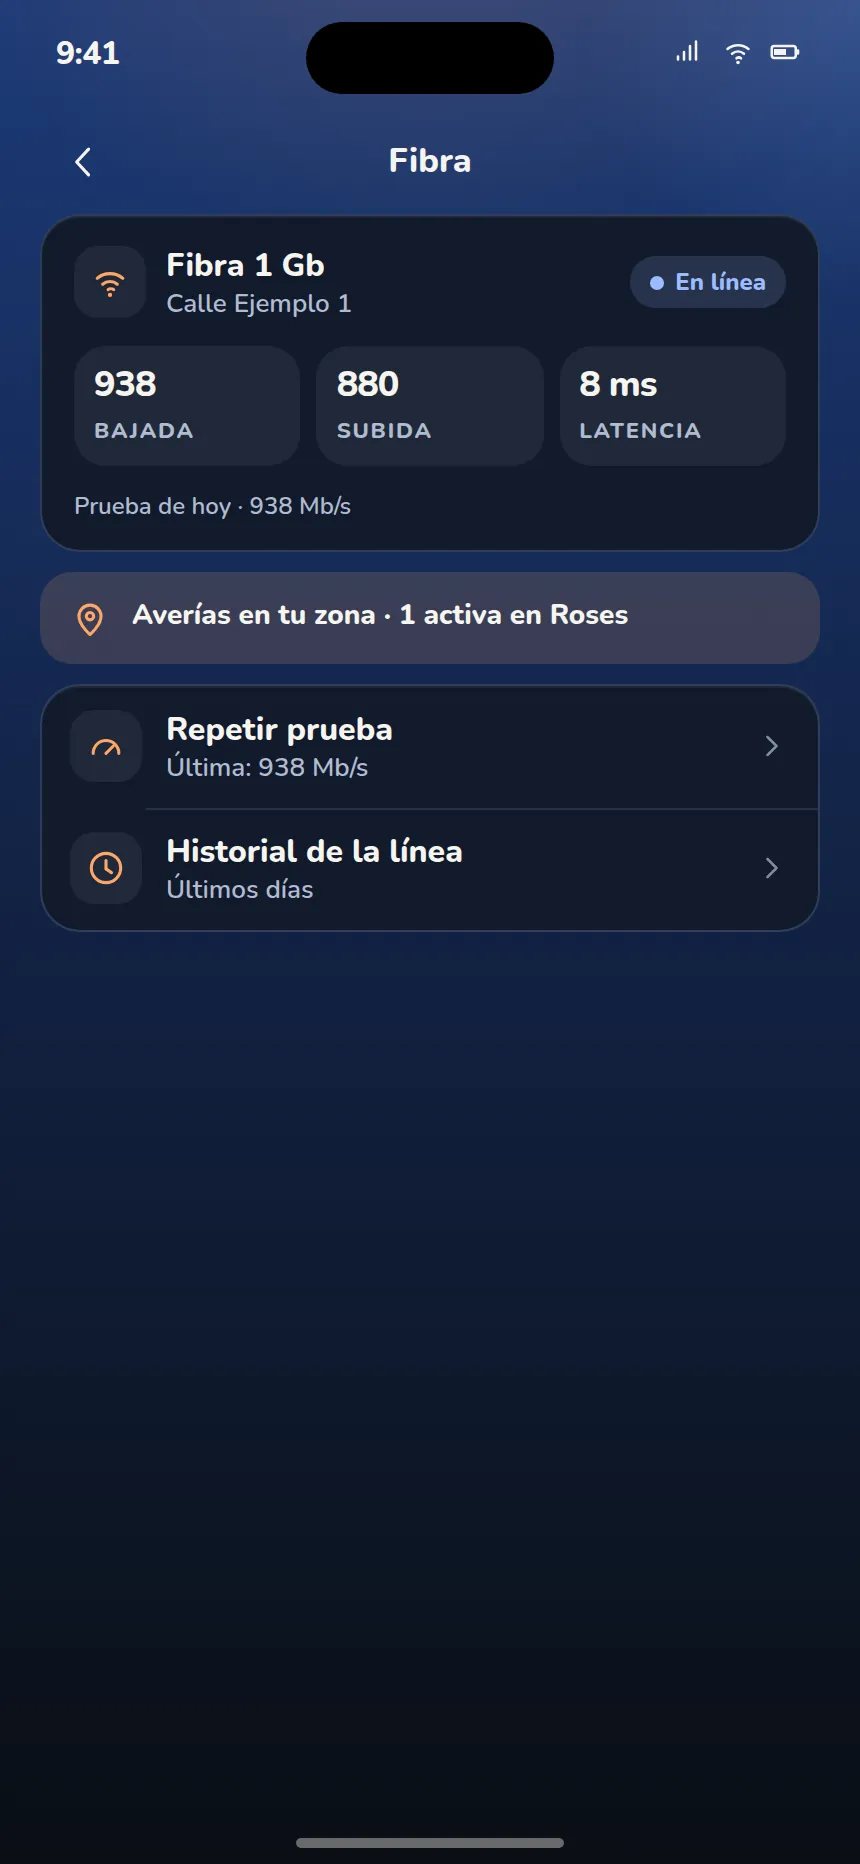 9:41
Fibra
Fibra 1 Gb
Calle Ejemplo 1
En línea
938
BAJADA
880
SUBIDA
8 ms
LATENCIA
Prueba de hoy · 938 Mb/s
Averías en tu zona · 1 activa en Roses
Repetir prueba
Última: 938 Mb/s
Historial de la línea
Últimos días